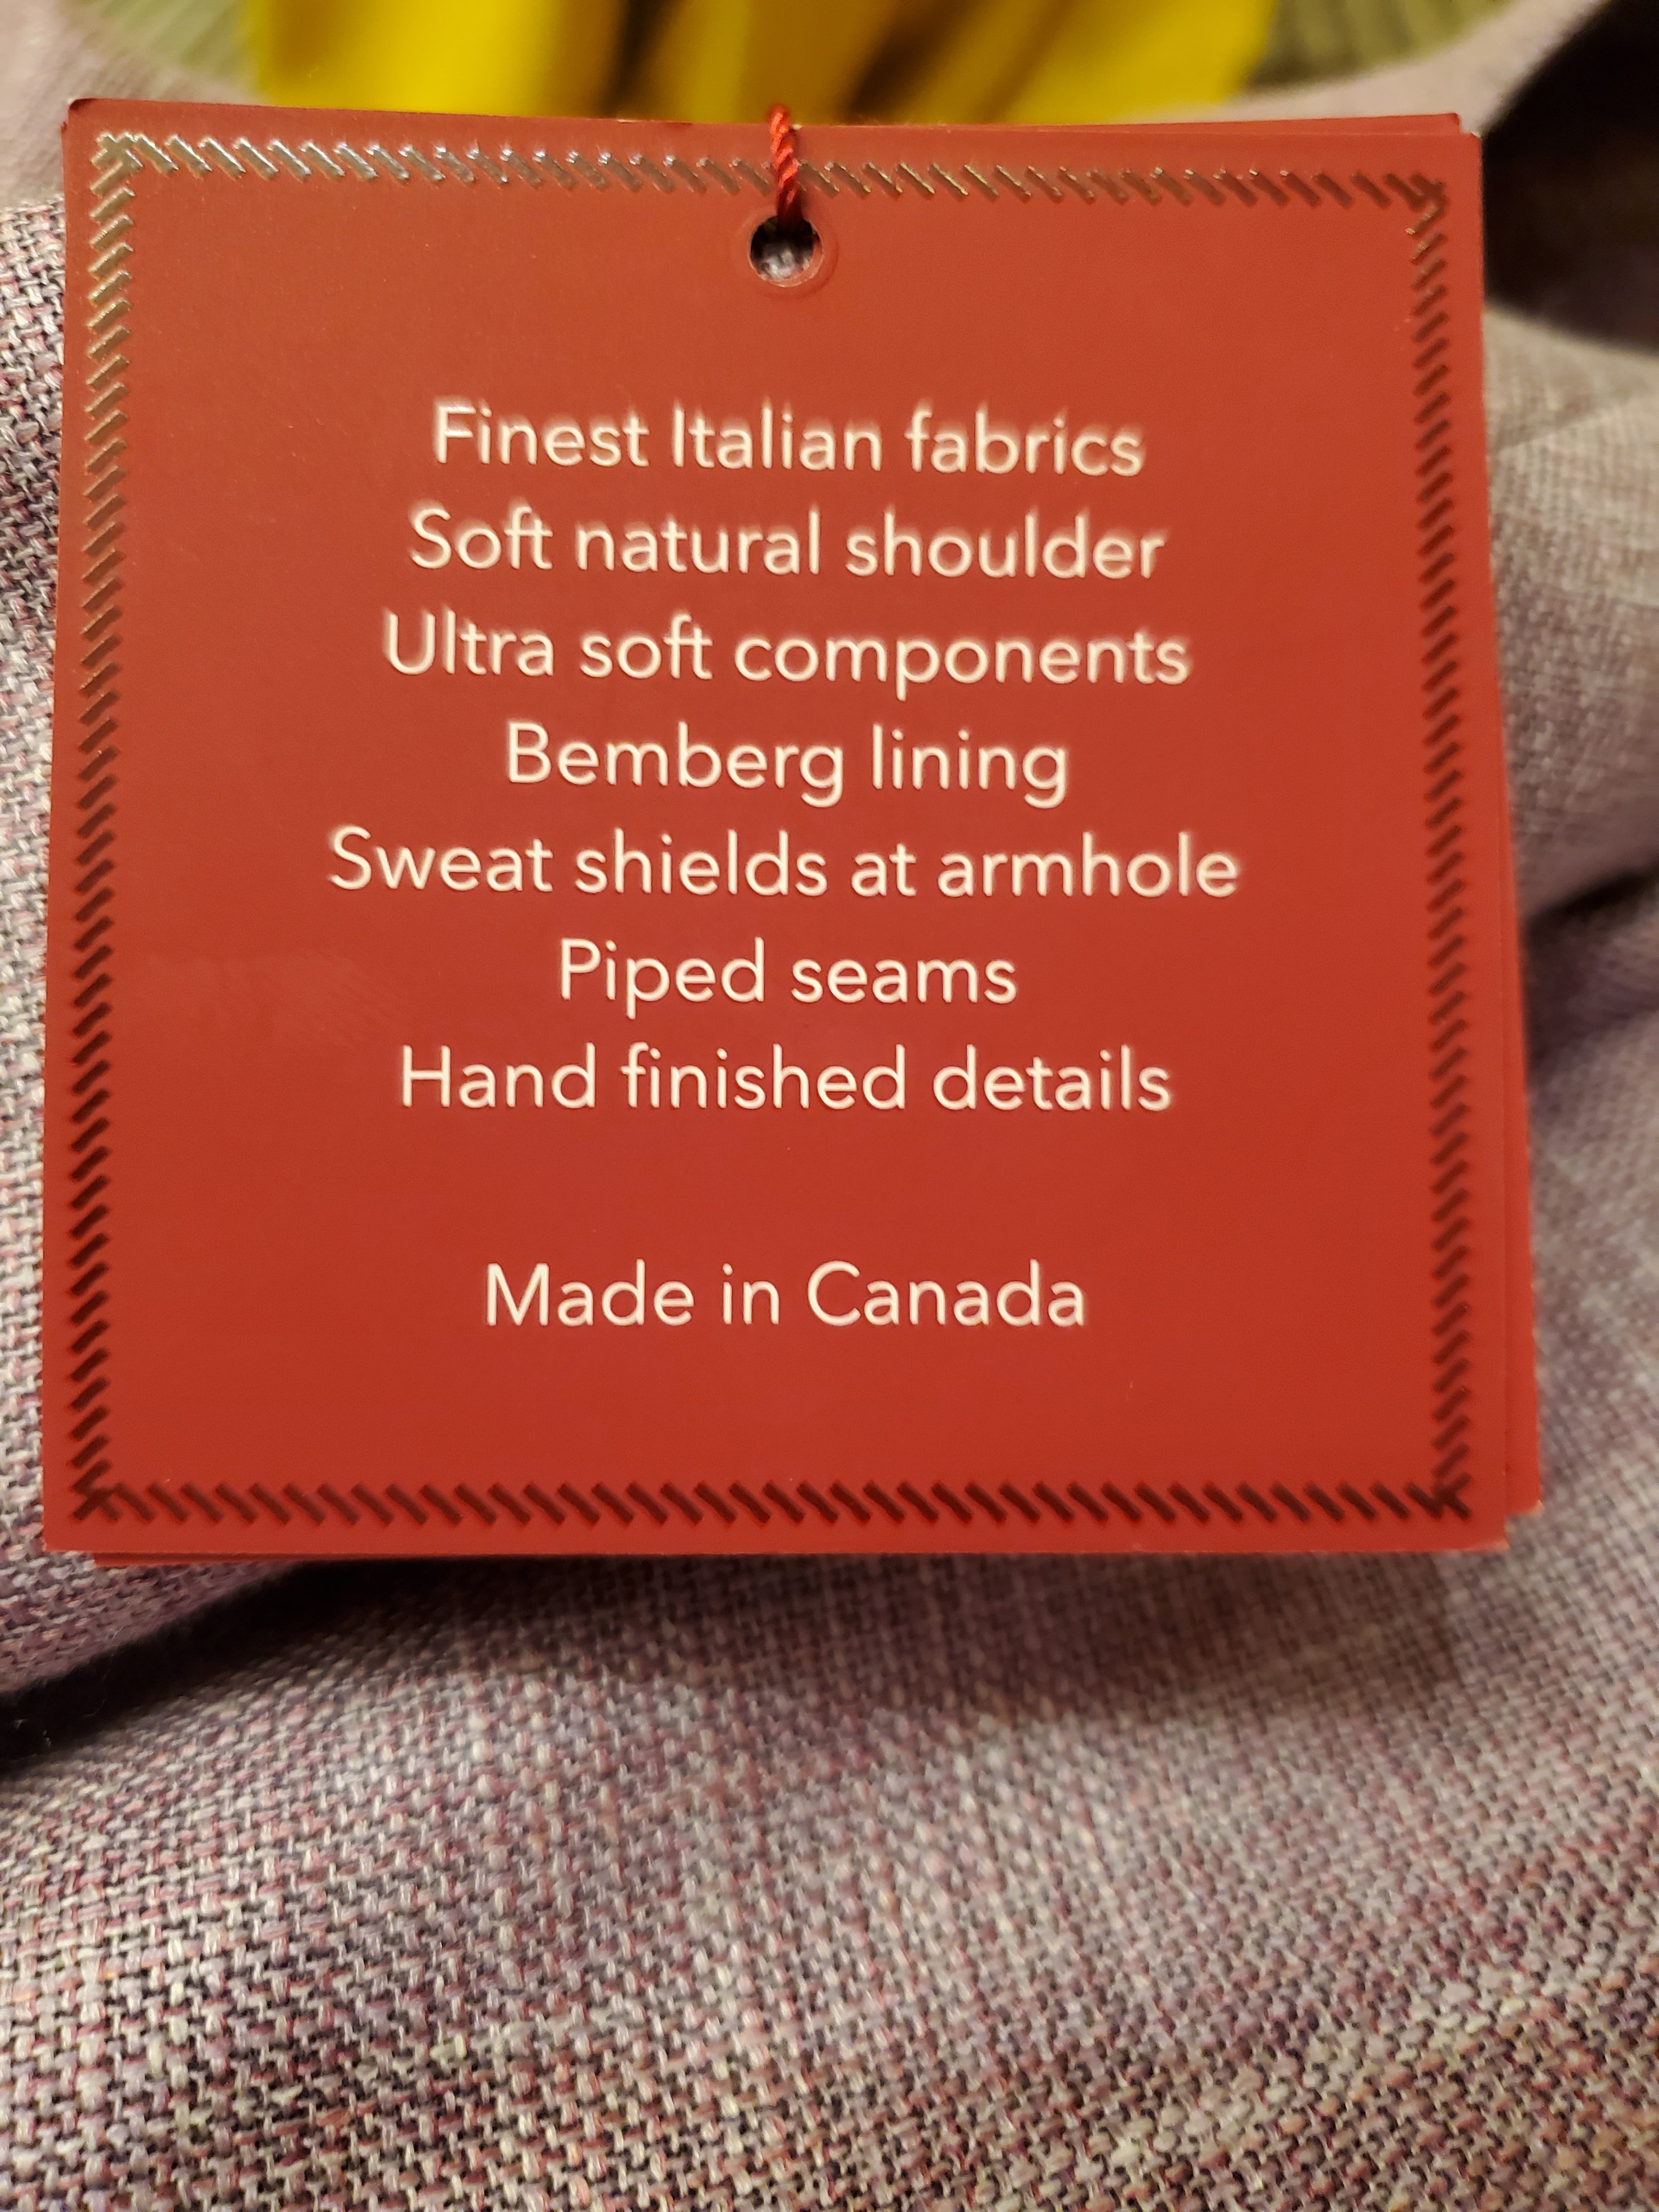 Finest Italian fabrics
Soft natural shoulder
Ultra soft components
Bemberg lining
Sweat shields at armhole
Piped seams
Hand finished details
Made in Canada